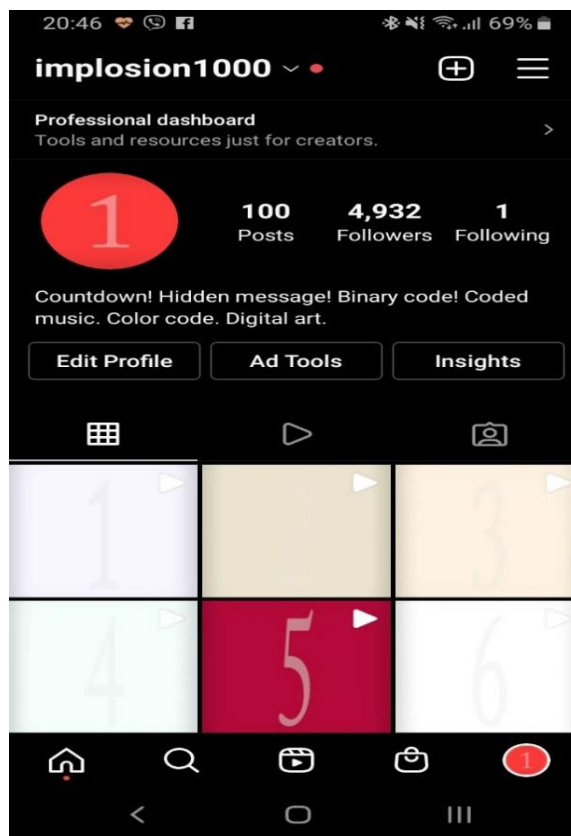 20:46 69%
implosion1000
Professional dashboard
Tools and resources just for creators.
1
100 4,932 1
Posts Followers Following
Countdown! Hidden message! Binary code! Coded
music. Color code. Digital art.
Edit Profile Ad Tools Insights
1 3
4 5 6
1